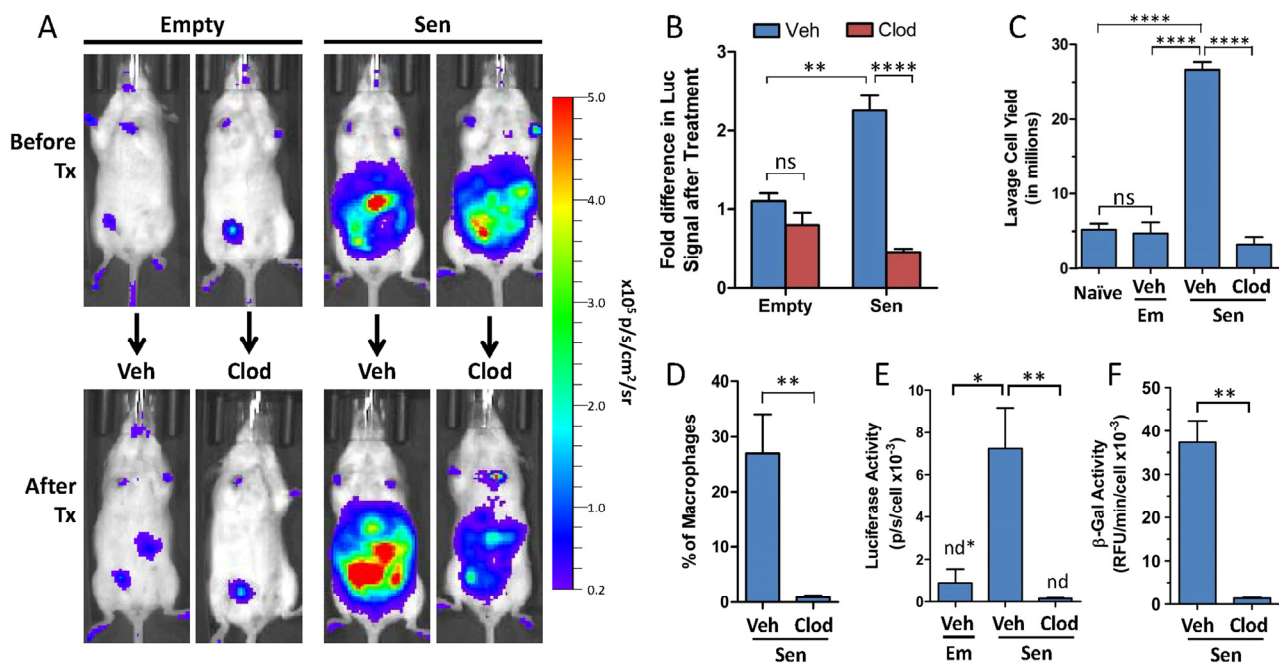 A
Empty
Sen
Before
Tx
Veh
Clod
Veh
Clod
After
Tx
5.0
4.0
3.0
2.0
1.0
0.2
x10⁵ p/s/cm²/sr
B
Veh
Clod
Fold difference in Luc
Signal after Treatment
3
2
1
0
**
****
ns
Empty
Sen
C
Lavage Cell Yield
(in millions)
30
20
10
5
0
****
****
****
ns
Naïve
Veh
Veh
Clod
Em
Sen
D
% of Macrophages
40
30
20
10
0
**
Veh
Clod
Sen
E
Luciferase Activity
(p/s/cell x10⁻³)
10
8
6
4
2
0
*
**
nd*
nd
Veh
Veh
Clod
Em
Sen
F
β-Gal Activity
(RFU/min/cell x10⁻³)
50
40
30
20
10
0
**
Veh
Clod
Sen